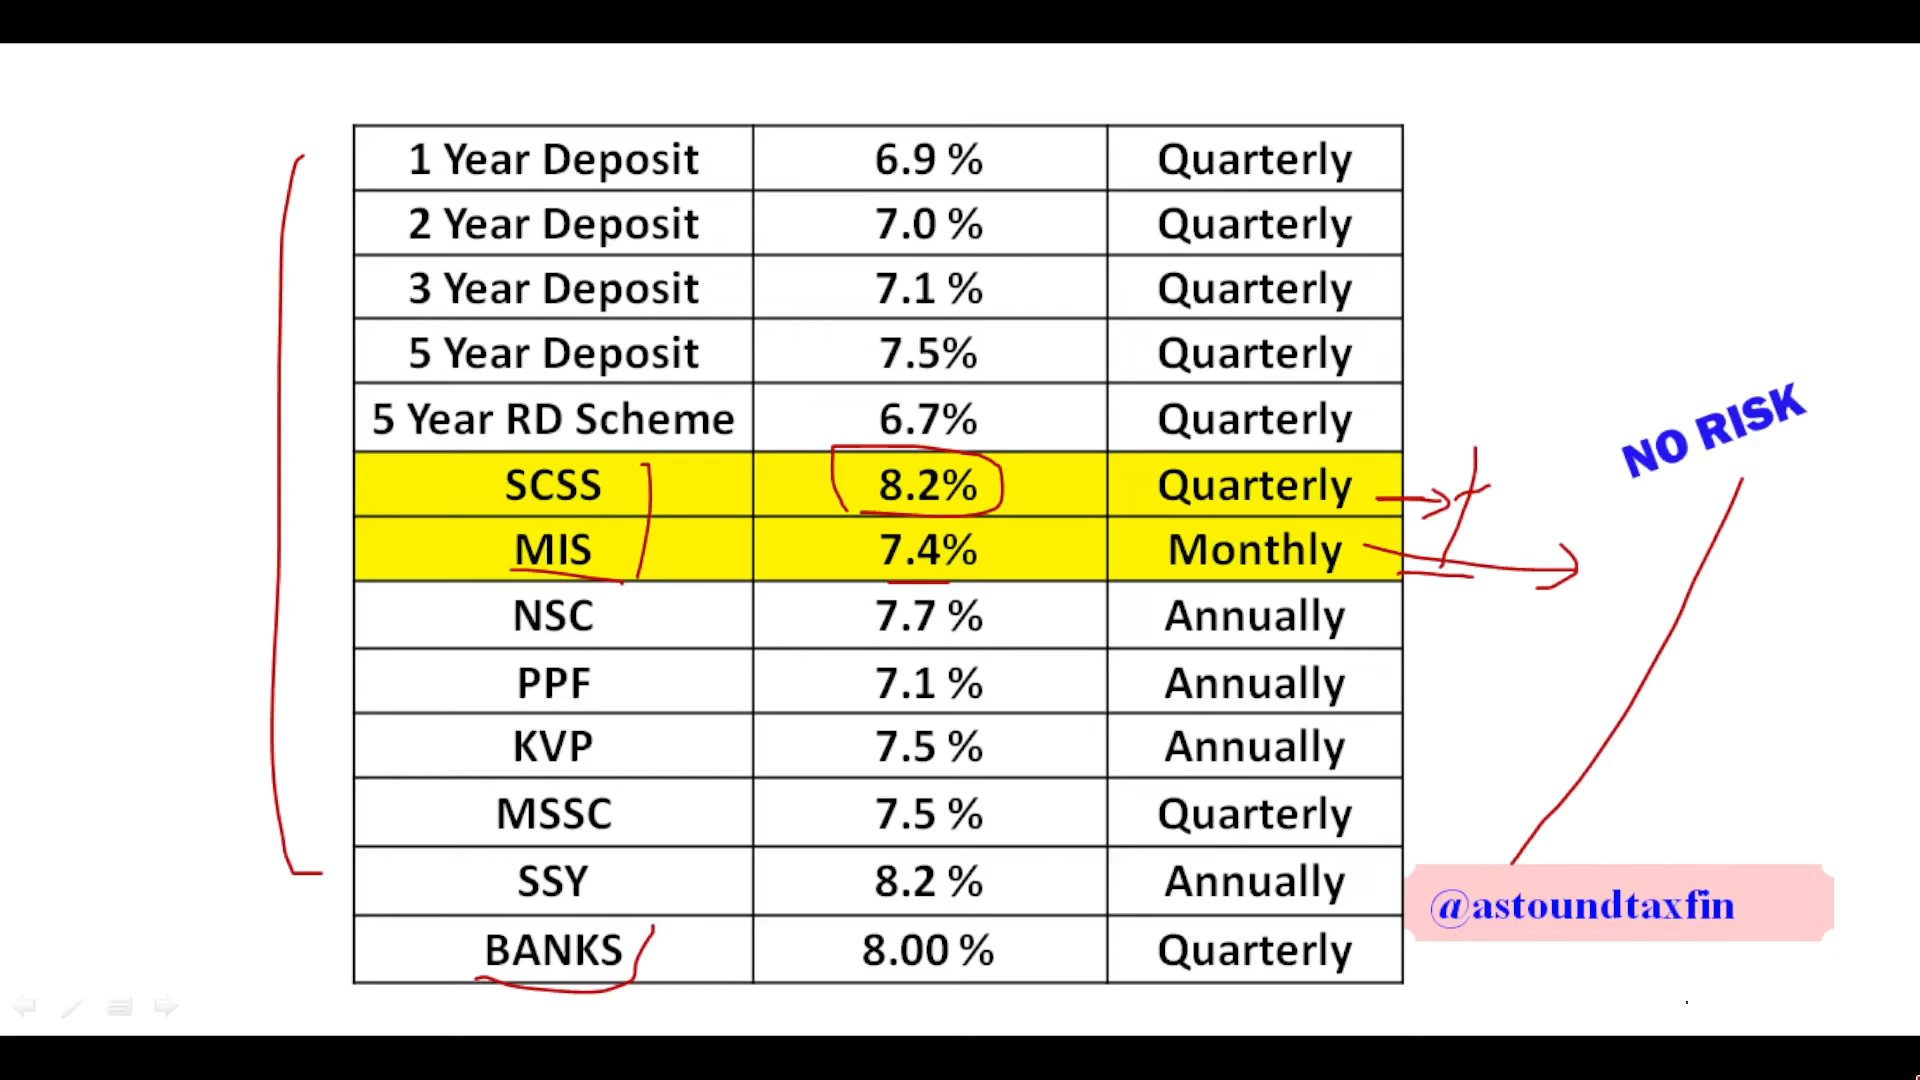 1 Year Deposit 6.9 % Quarterly
2 Year Deposit 7.0 % Quarterly
3 Year Deposit 7.1 % Quarterly
5 Year Deposit 7.5% Quarterly
5 Year RD Scheme 6.7% Quarterly
SCSS 8.2% Quarterly
MIS 7.4% Monthly
NSC 7.7 % Annually
PPF 7.1 % Annually
KVP 7.5 % Annually
MSSC 7.5 % Quarterly
SSY 8.2 % Annually
BANKS 8.00 % Quarterly
NO RISK
@astoundtaxfin